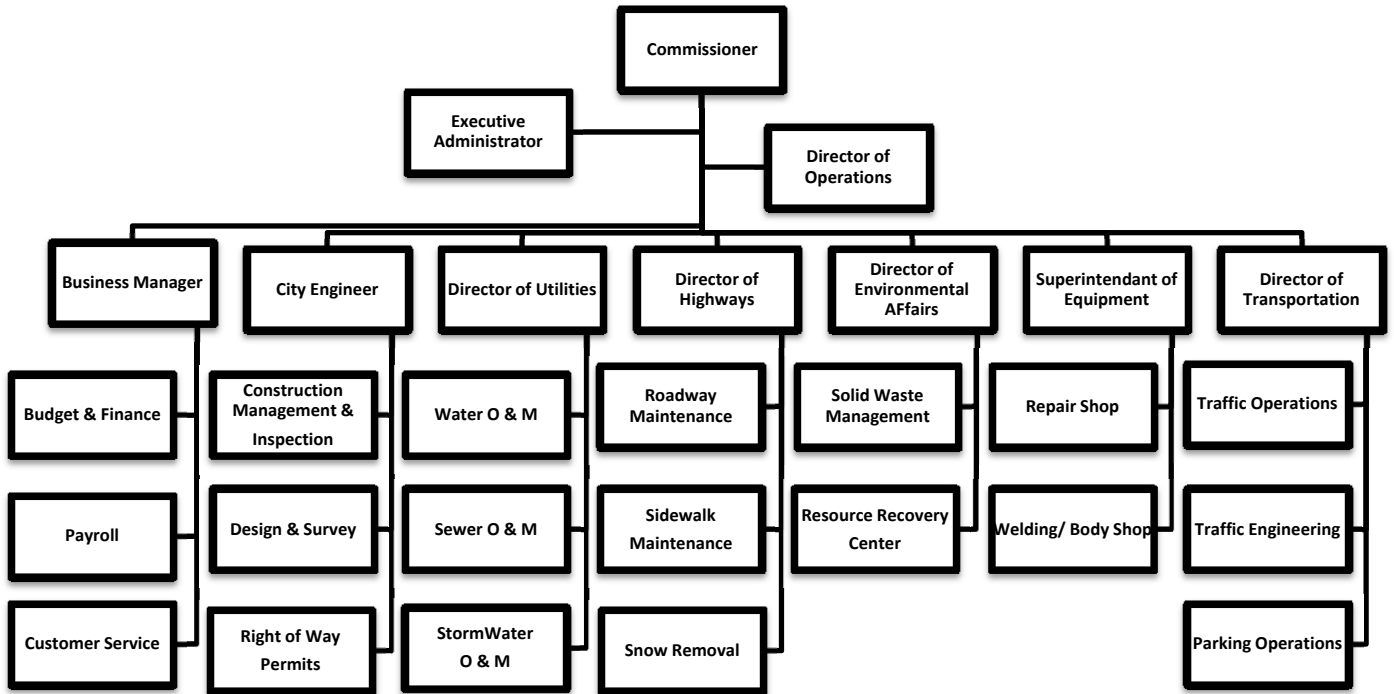 Commissioner
Executive
Administrator
Director of
Operations
Business Manager
City Engineer
Director of Utilities
Director of
Highways
Director of
Environmental
AFfairs
Superintendant of
Equipment
Director of
Transportation
Budget & Finance
Construction
Management &
Inspection
Water O & M
Roadway
Maintenance
Solid Waste
Management
Repair Shop
Traffic Operations
Payroll
Design & Survey
Sewer O & M
Sidewalk
Maintenance
Resource Recovery
Center
Welding/ Body Shop
Traffic Engineering
Customer Service
Right of Way
Permits
StormWater
O & M
Snow Removal
Parking Operations